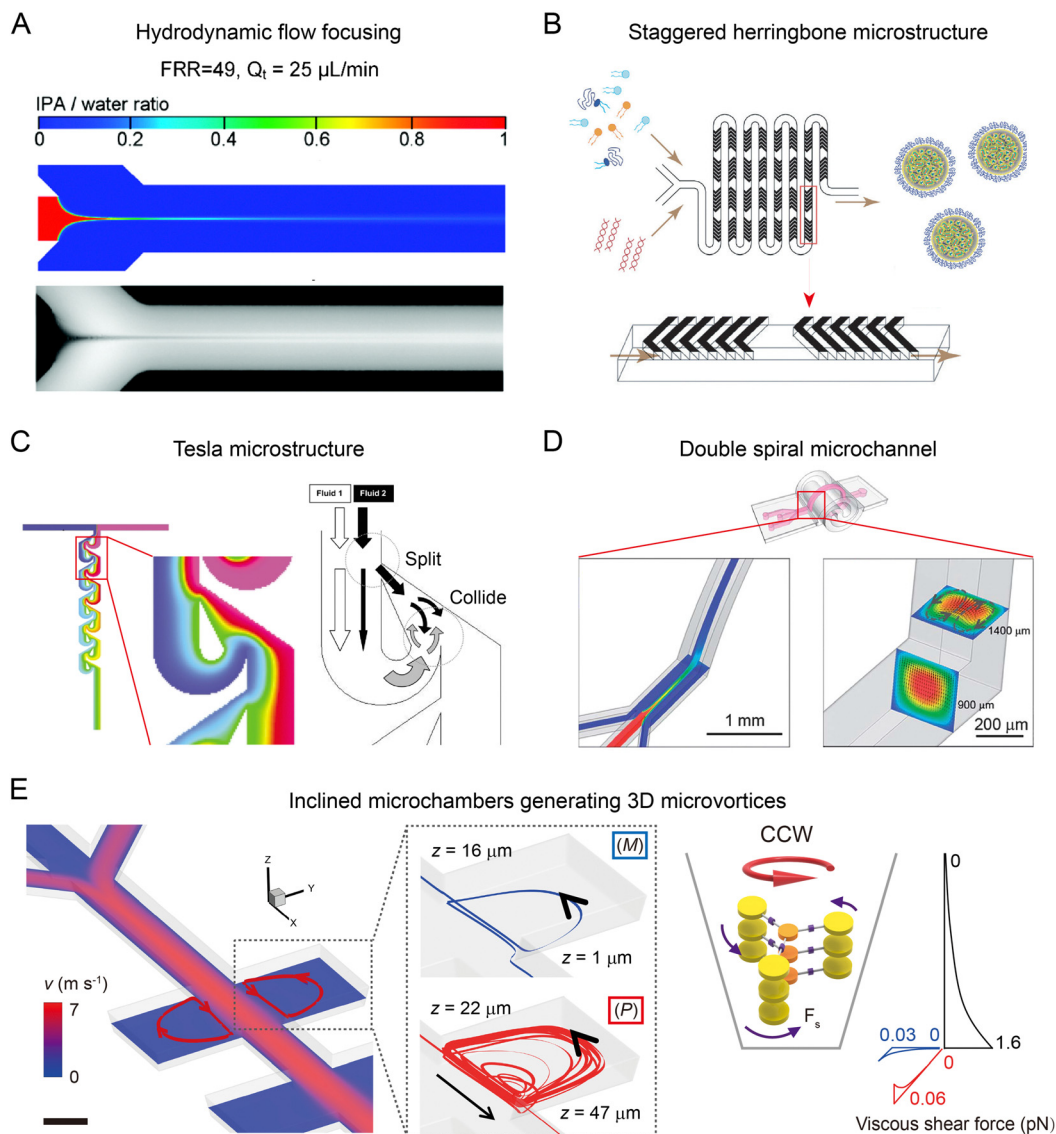 A
Hydrodynamic flow focusing
FRR=49, Qₜ = 25 µL/min
IPA / water ratio
0 0.2 0.4 0.6 0.8 1
B
Staggered herringbone microstructure
C
Tesla microstructure
Fluid 1 Fluid 2
Split
Collide
D
Double spiral microchannel
1 mm
1400 µm
900 µm
200 µm
E
Inclined microchambers generating 3D microvortices
Z
Y
X
v (m s⁻¹)
7
0
z = 16 µm
(M)
z = 1 µm
z = 22 µm
(P)
z = 47 µm
CCW
Fₛ
0
0.03 0
1.6
0
0.06
Viscous shear force (pN)